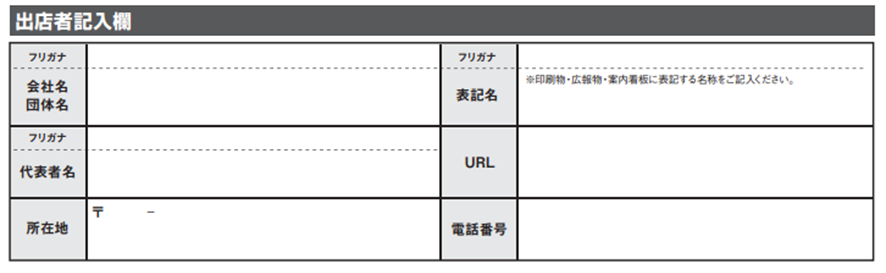 出店者記入欄
フリガナ
会社名
団体名
フリガナ
表記名
※印刷物・広報物・案内看板に表記する名称をご記入ください。
フリガナ
代表者名
URL
所在地
〒　　　−
電話番号